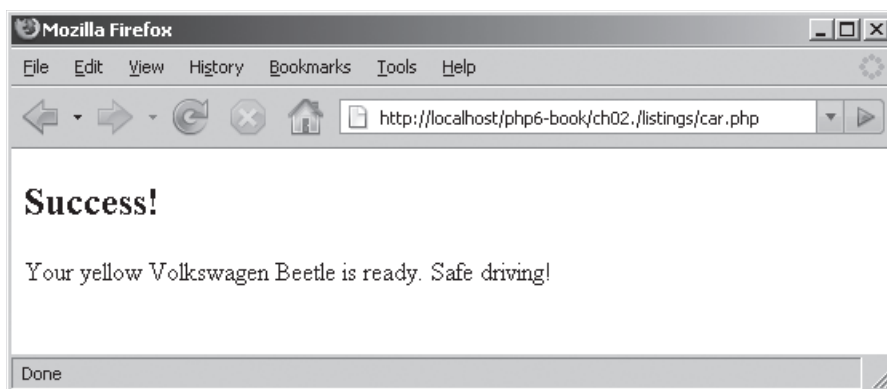 Mozilla Firefox
File Edit View History Bookmarks Tools Help
http://localhost/php6-book/ch02./listings/car.php
Success!
Your yellow Volkswagen Beetle is ready. Safe driving!
Done